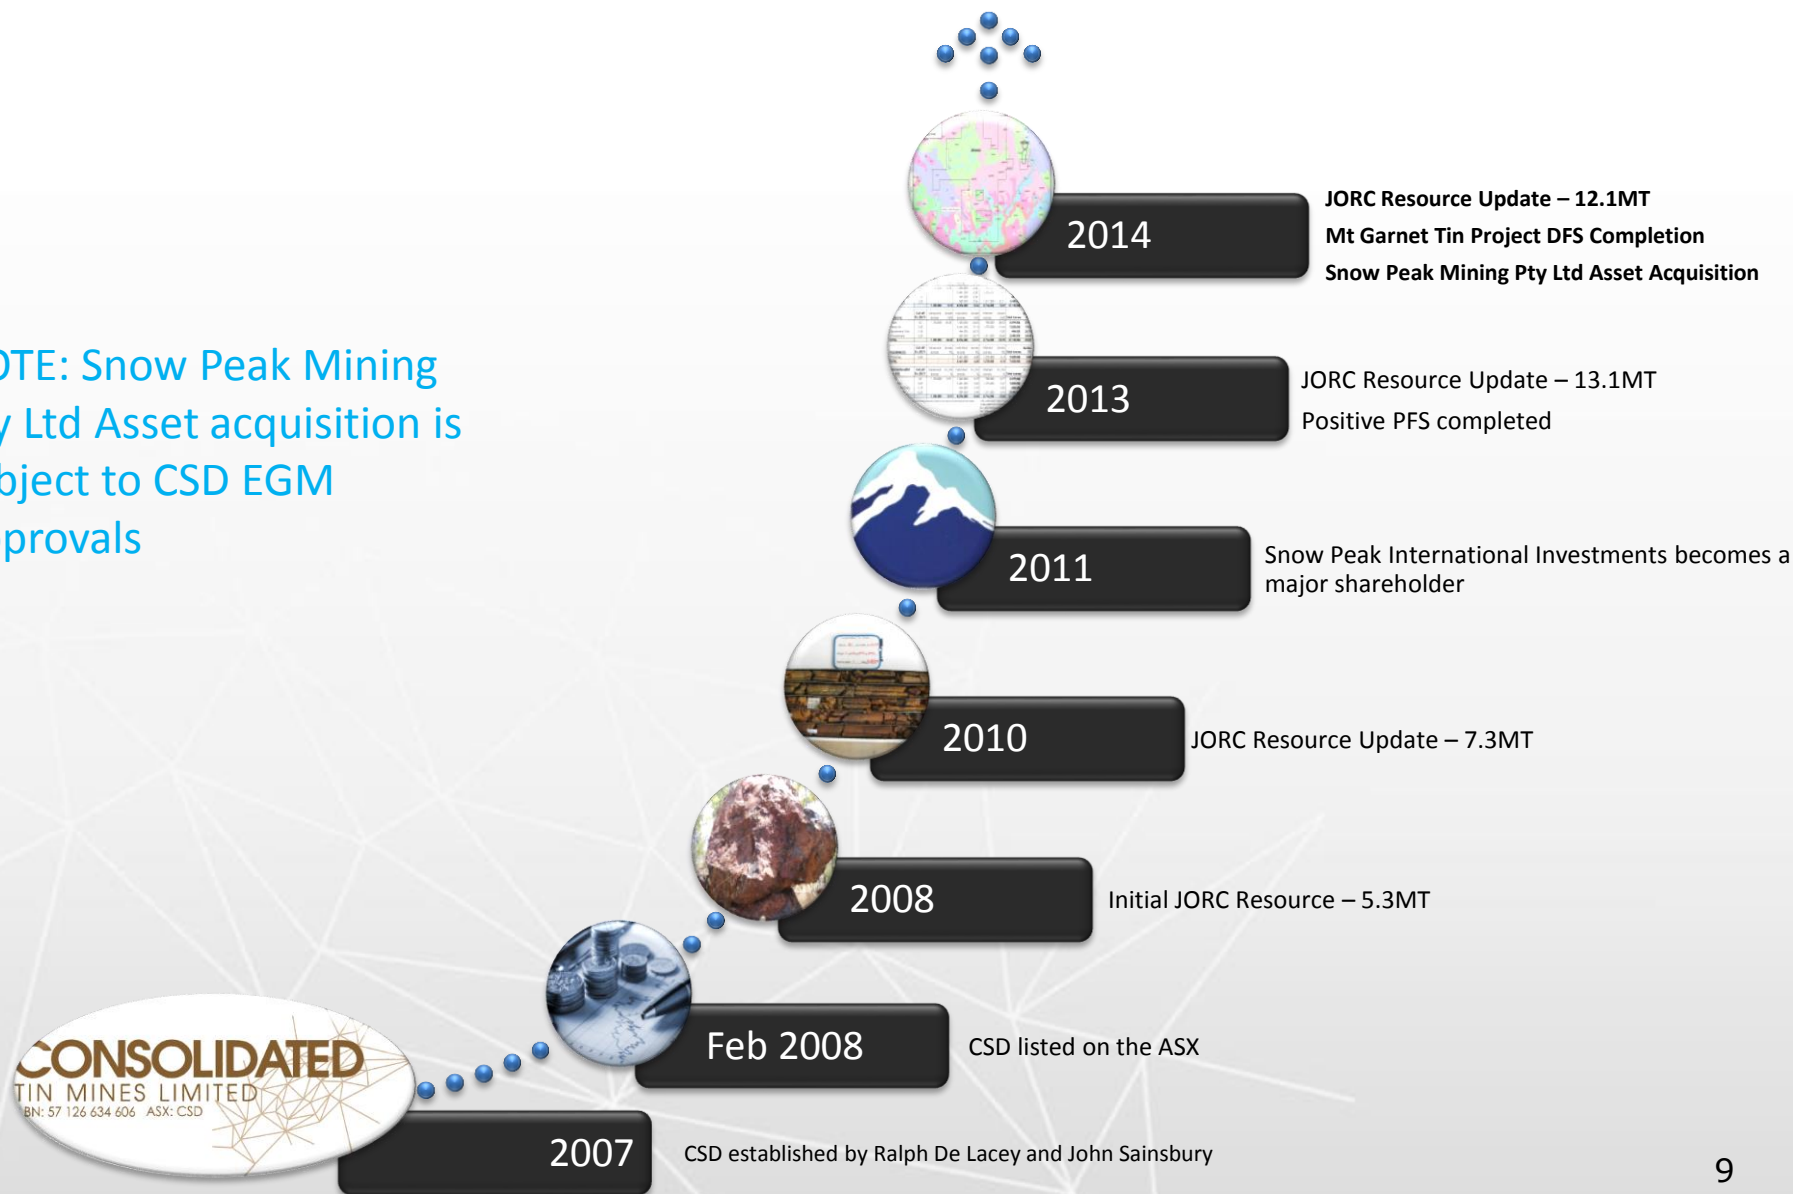 JORC Resource Update – 12.1MT
2014
Mt Garnet Tin Project DFS Completion
Snow Peak Mining Pty Ltd Asset Acquisition
OTE: Snow Peak Mining
y Ltd Asset acquisition is
bject to CSD EGM
provals
2013
JORC Resource Update – 13.1MT
Positive PFS completed
2011
Snow Peak International Investments becomes a
major shareholder
2010
JORC Resource Update – 7.3MT
2008
Initial JORC Resource – 5.3MT
Feb 2008
CSD listed on the ASX
CONSOLIDATED
TIN MINES LIMITED
BN: 57 126 634 606 ASX: CSD
2007
CSD established by Ralph De Lacey and John Sainsbury
9